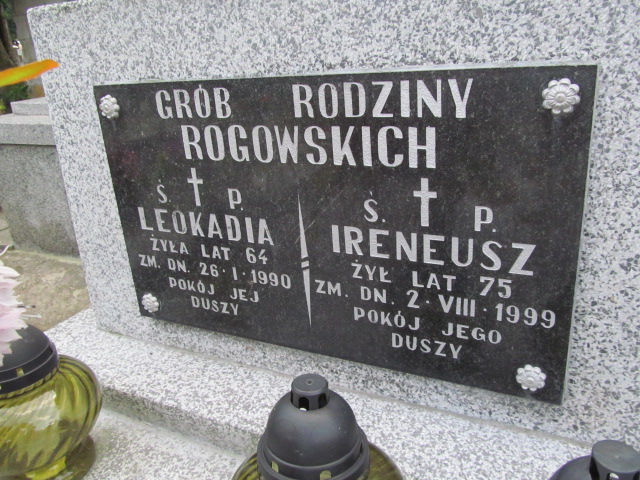 GRÓB RODZINY
ROGOWSKICH
Ś. † P.
LEOKADIA
ŻYŁA LAT 64
ZM. DN. 26·I·1990
POKÓJ JEJ
DUSZY
Ś. † P.
IRENEUSZ
ŻYŁ LAT 75
ZM. DN. 2·VIII·1999
POKÓJ JEGO
DUSZY